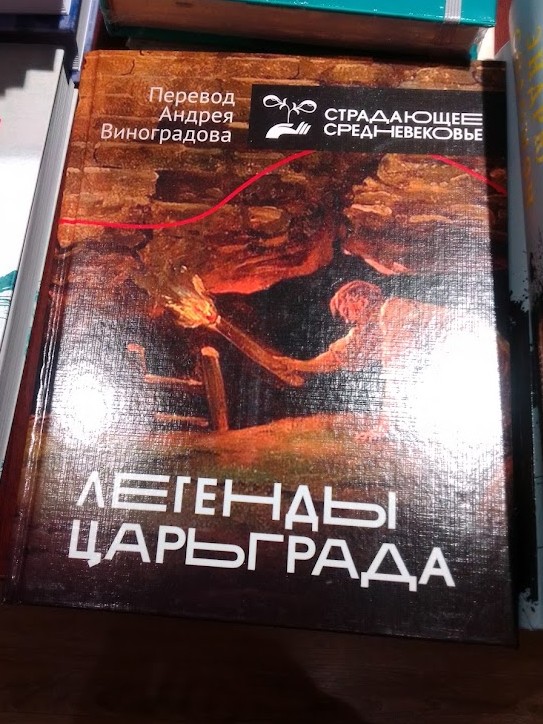 Перевод
Андрея
Виноградова
СТРАДАЮЩЕЕ
СРЕДНЕВЕКОВЬЕ
ЛЕГЕНДЫ
ЦАРЬГРАДА